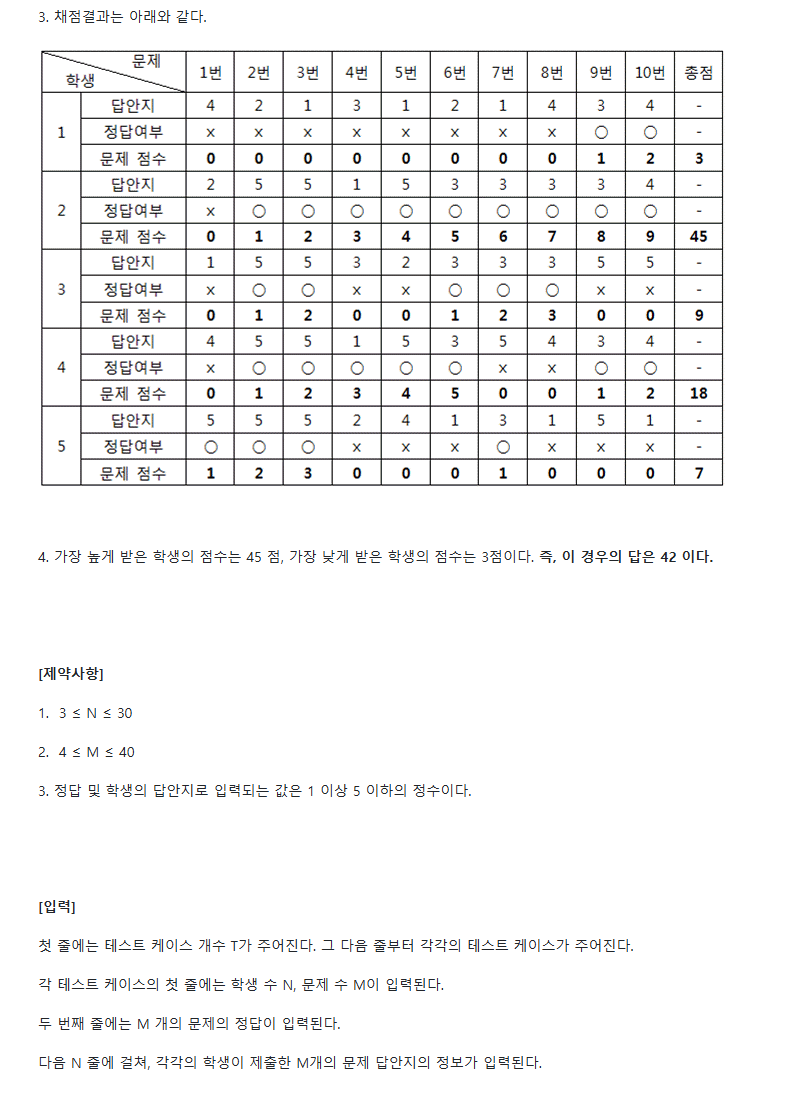 3. 채점결과는 아래와 같다.
문제
학생 1번 2번 3번 4번 5번 6번 7번 8번 9번 10번 총점
1 답안지 4 2 1 3 1 2 1 4 3 4 -
정답여부 x x x x x x x x ○ ○ -
문제 점수 0 0 0 0 0 0 0 0 1 2 3
2 답안지 2 5 5 1 5 3 3 3 3 4 -
정답여부 x ○ ○ ○ ○ ○ ○ ○ ○ ○ -
문제 점수 0 1 2 3 4 5 6 7 8 9 45
3 답안지 1 5 5 3 2 3 3 3 5 5 -
정답여부 x ○ ○ x x ○ ○ ○ x x -
문제 점수 0 1 2 0 0 1 2 3 0 0 9
4 답안지 4 5 5 1 5 3 5 4 3 4 -
정답여부 x ○ ○ ○ ○ ○ x x ○ ○ -
문제 점수 0 1 2 3 4 5 0 0 1 2 18
5 답안지 5 5 5 2 4 1 3 1 5 1 -
정답여부 ○ ○ ○ x x x ○ x x x -
문제 점수 1 2 3 0 0 0 1 0 0 0 7
4. 가장 높게 받은 학생의 점수는 45 점, 가장 낮게 받은 학생의 점수는 3점이다. 즉, 이 경우의 답은 42 이다.
[제약사항]
1. 3 ≤ N ≤ 30
2. 4 ≤ M ≤ 40
3. 정답 및 학생의 답안지로 입력되는 값은 1 이상 5 이하의 정수이다.
[입력]
첫 줄에는 테스트 케이스 개수 T가 주어진다. 그 다음 줄부터 각각의 테스트 케이스가 주어진다.
각 테스트 케이스의 첫 줄에는 학생 수 N, 문제 수 M이 입력된다.
두 번째 줄에는 M 개의 문제의 정답이 입력된다.
다음 N 줄에 걸쳐, 각각의 학생이 제출한 M개의 문제 답안지의 정보가 입력된다.